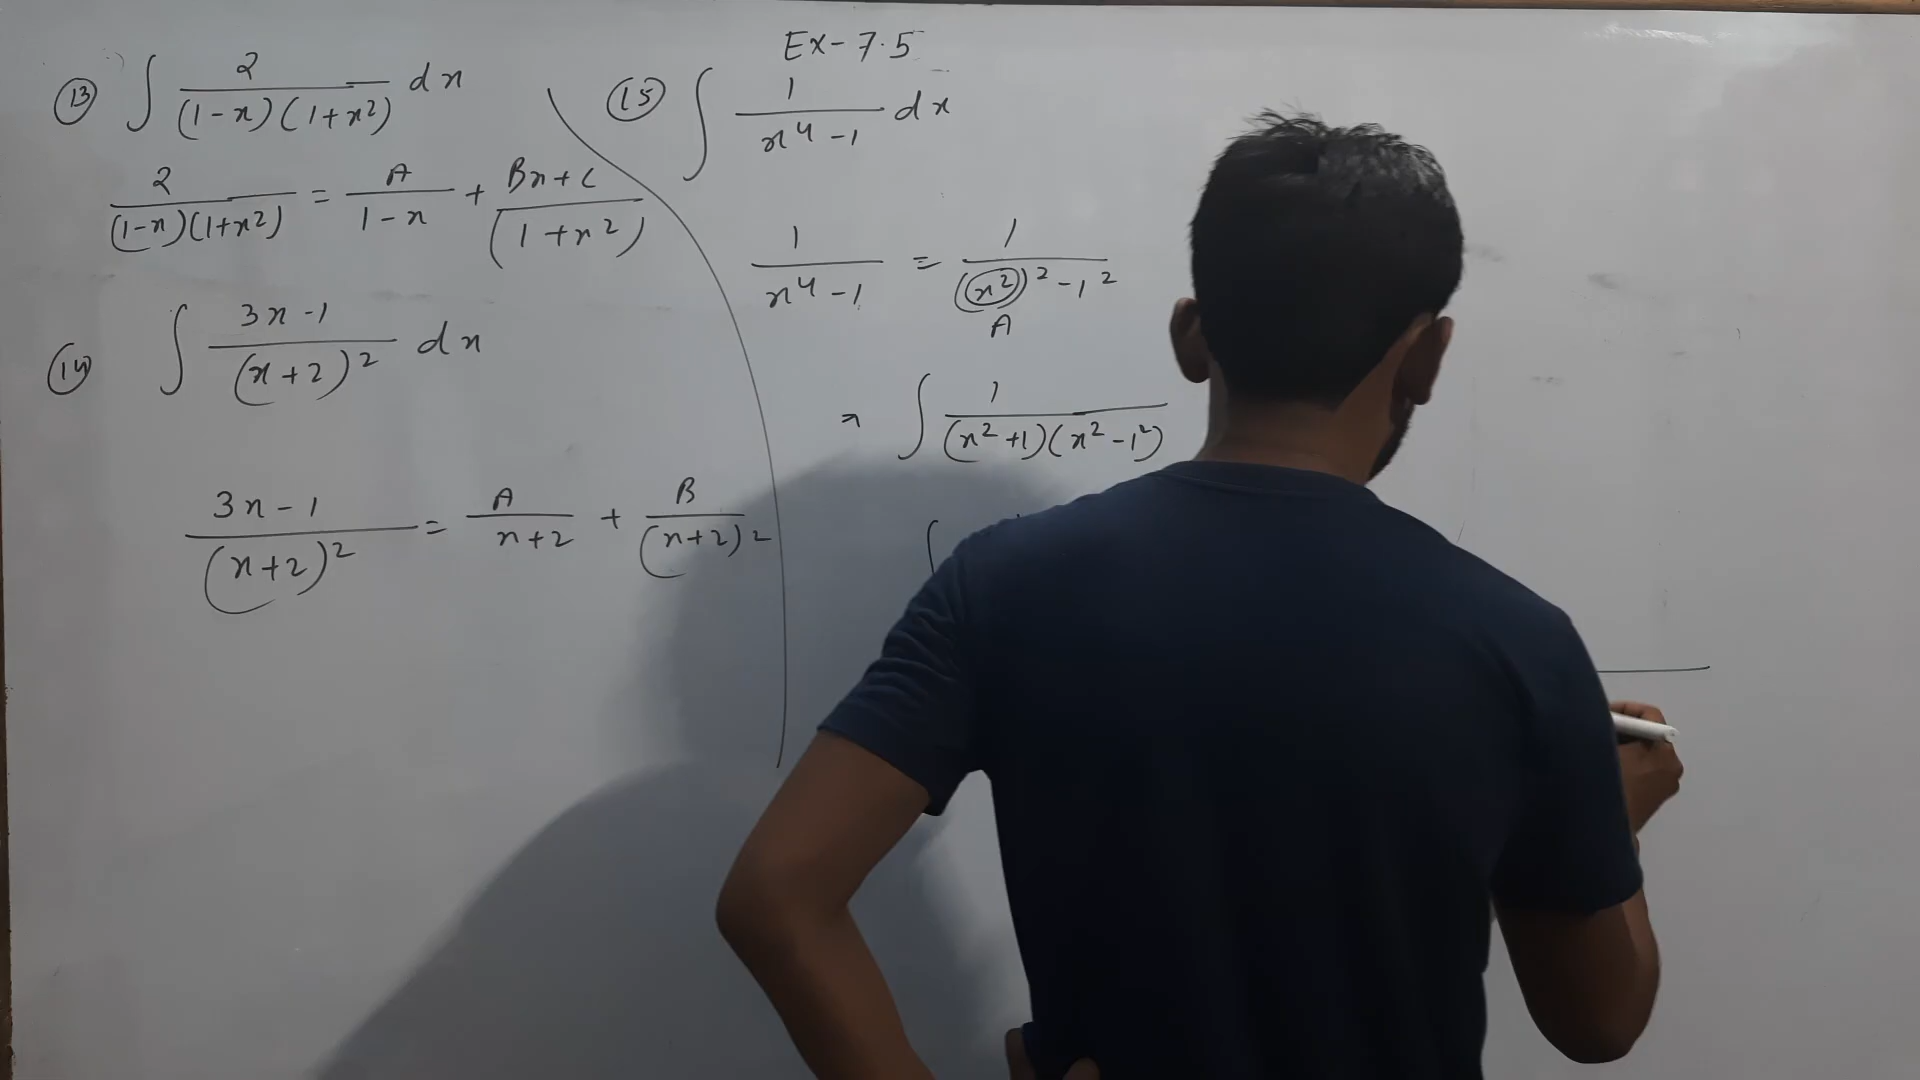 Ex-7.5
(13) ∫ 2/((1-x)(1+x²)) dx
2/((1-x)(1+x²)) = A/(1-x) + (Bx+C)/(1+x²)
(14) ∫ (3x-1)/(x+2)² dx
(3x-1)/(x+2)² = A/(x+2) + B/(x+2)²
(15) ∫ 1/(x⁴-1) dx
1/(x⁴-1) = 1/((x²)²-1²)
A
= ∫ 1/((x²+1)(x²-1²))
∫